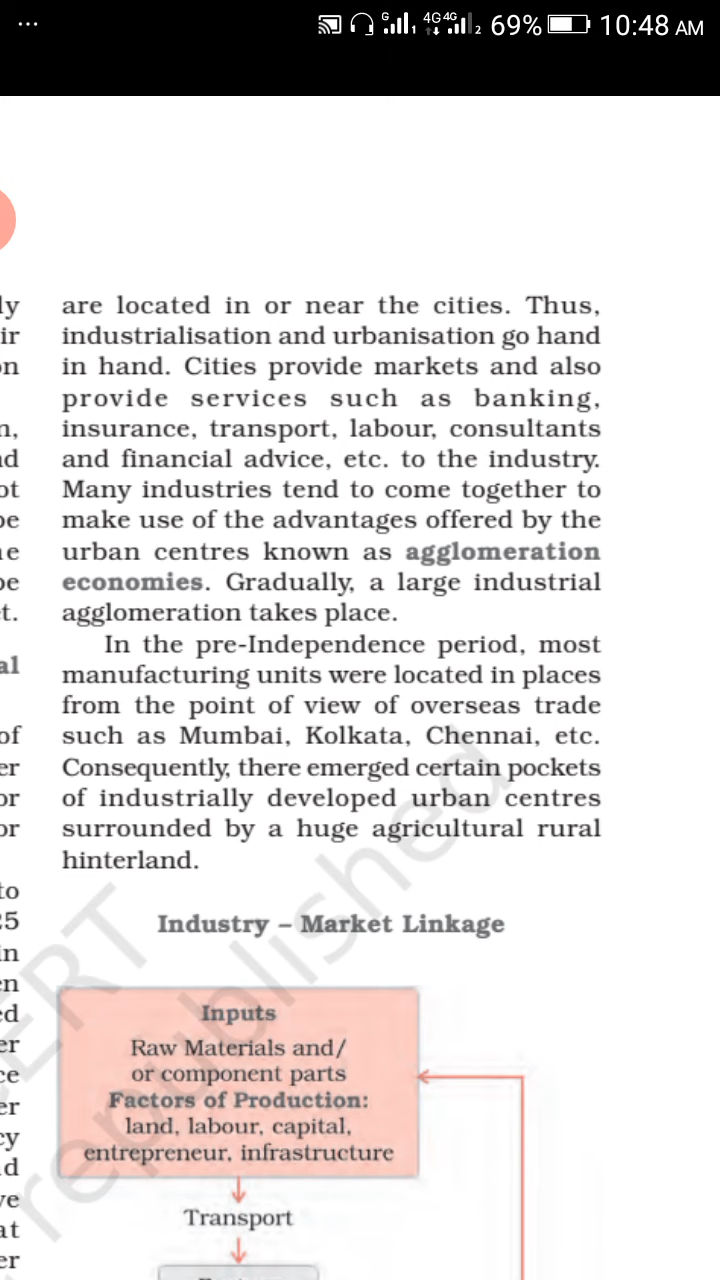 ... G 1 4G 4G 2 69% 10:48 AM
are located in or near the cities. Thus,
industrialisation and urbanisation go hand
in hand. Cities provide markets and also
provide services such as banking,
insurance, transport, labour, consultants
and financial advice, etc. to the industry.
Many industries tend to come together to
make use of the advantages offered by the
urban centres known as agglomeration
economies. Gradually, a large industrial
agglomeration takes place.
In the pre-Independence period, most
manufacturing units were located in places
from the point of view of overseas trade
such as Mumbai, Kolkata, Chennai, etc.
Consequently, there emerged certain pockets
of industrially developed urban centres
surrounded by a huge agricultural rural
hinterland.
Industry – Market Linkage
Inputs
Raw Materials and/
or component parts
Factors of Production:
land, labour, capital,
entrepreneur, infrastructure
Transport
republished